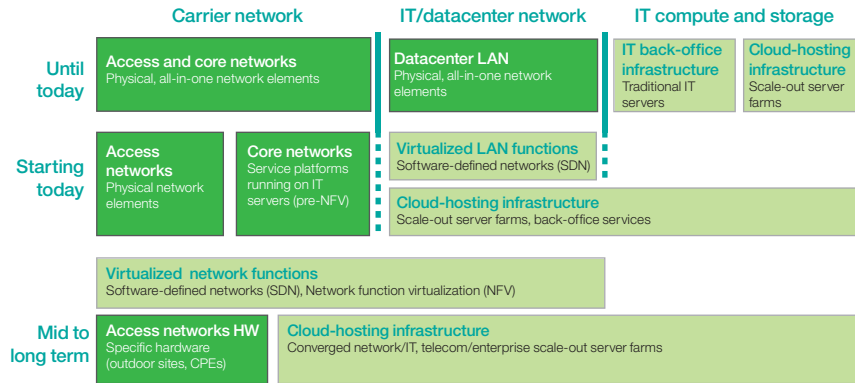 Carrier network
IT/datacenter network
IT compute and storage
Until
today
Access and core networks
Physical, all-in-one network elements
Datacenter LAN
Physical, all-in-one network
elements
IT back-office
infrastructure
Traditional IT
servers
Cloud-hosting
infrastructure
Scale-out server
farms
Starting
today
Access
networks
Physical network
elements
Core networks
Service platforms
running on IT
servers (pre-NFV)
Virtualized LAN functions
Software-defined networks (SDN)
Cloud-hosting infrastructure
Scale-out server farms, back-office services
Mid to
long term
Virtualized network functions
Software-defined networks (SDN), Network function virtualization (NFV)
Access networks HW
Specific hardware
(outdoor sites, CPEs)
Cloud-hosting infrastructure
Converged network/IT, telecom/enterprise scale-out server farms